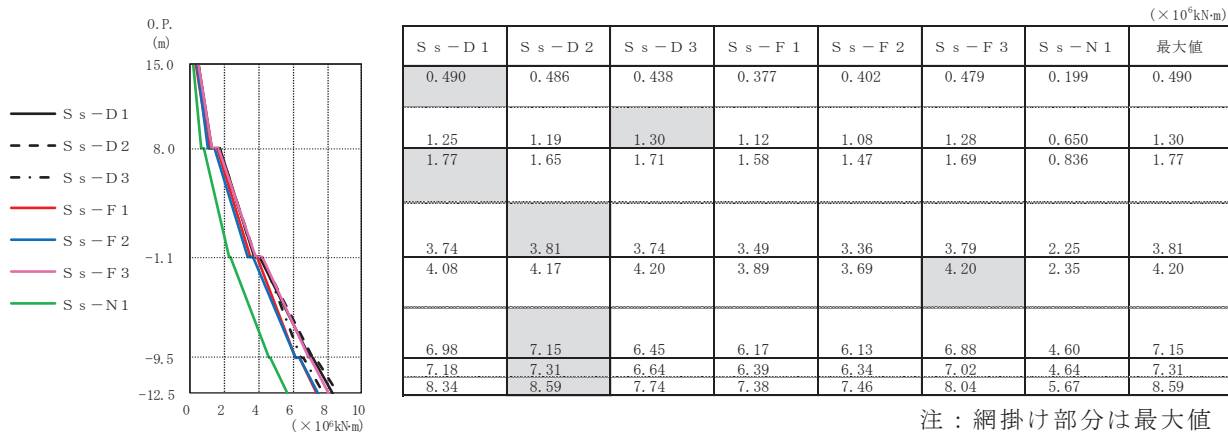 O.P.
(m)
15.0
8.0
-1.1
-9.5
-12.5
0 2 4 6 8 10
(×10⁶kN·m)
Ss-D1
Ss-D2
Ss-D3
Ss-F1
Ss-F2
Ss-F3
Ss-N1
(×10⁶kN·m)
Ss-D1 Ss-D2 Ss-D3 Ss-F1 Ss-F2 Ss-F3 Ss-N1 最大値
0.490 0.486 0.438 0.377 0.402 0.479 0.199 0.490
1.25 1.19 1.30 1.12 1.08 1.28 0.650 1.30
1.77 1.65 1.71 1.58 1.47 1.69 0.836 1.77
3.74 3.81 3.74 3.49 3.36 3.79 2.25 3.81
4.08 4.17 4.20 3.89 3.69 4.20 2.35 4.20
6.98 7.15 6.45 6.17 6.13 6.88 4.60 7.15
7.18 7.31 6.64 6.39 6.34 7.02 4.64 7.31
8.34 8.59 7.74 7.38 7.46 8.04 5.67 8.59
注：網掛け部分は最大値